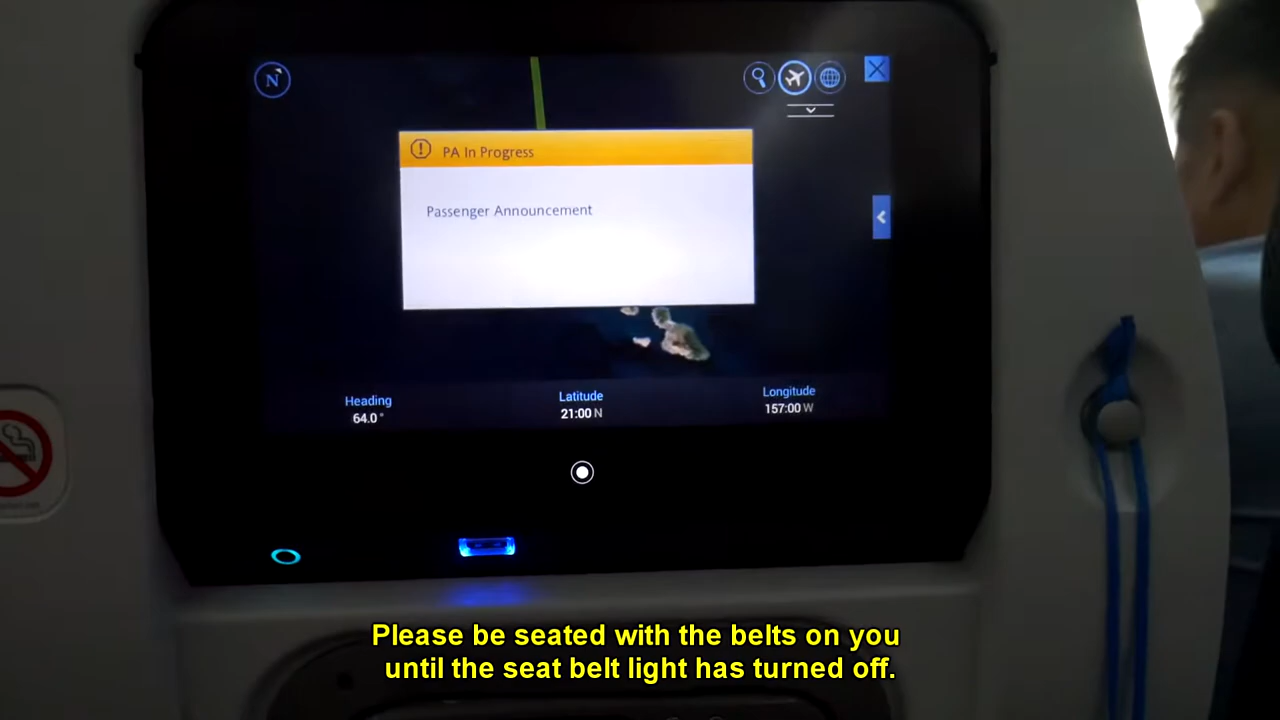 N
PA In Progress
Passenger Announcement
Heading
64.0°
Latitude
21:00 N
Longitude
157:00 W
Please be seated with the belts on you
until the seat belt light has turned off.